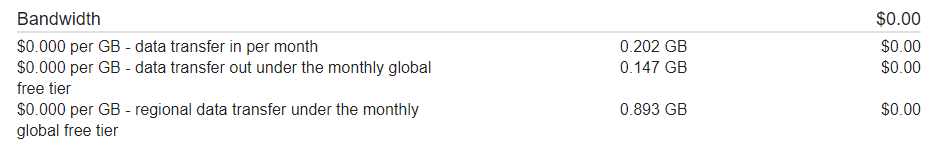 Bandwidth $0.00
$0.000 per GB - data transfer in per month 0.202 GB $0.00
$0.000 per GB - data transfer out under the monthly global 0.147 GB $0.00
free tier
$0.000 per GB - regional data transfer under the monthly 0.893 GB $0.00
global free tier